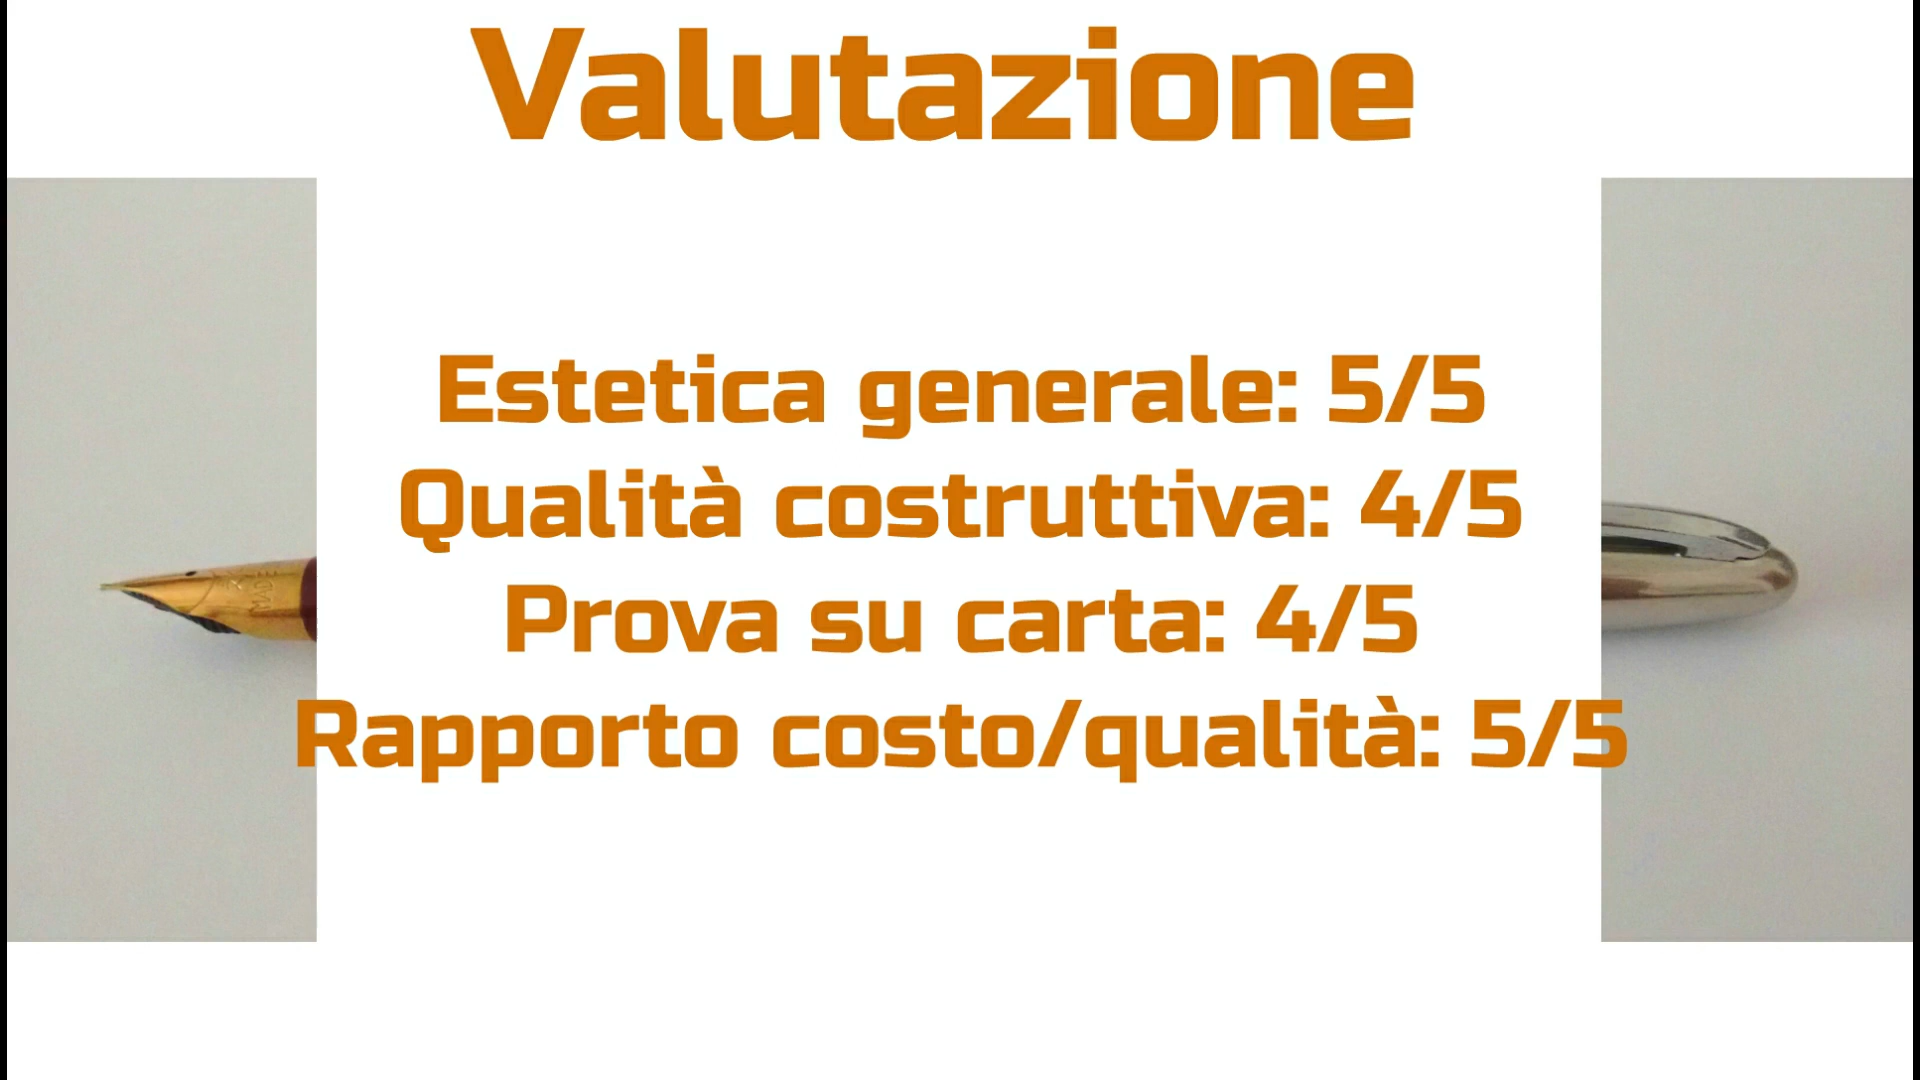 Valutazione
Estetica generale: 5/5
Qualità costruttiva: 4/5
Prova su carta: 4/5
Rapporto costo/qualità: 5/5
MADE